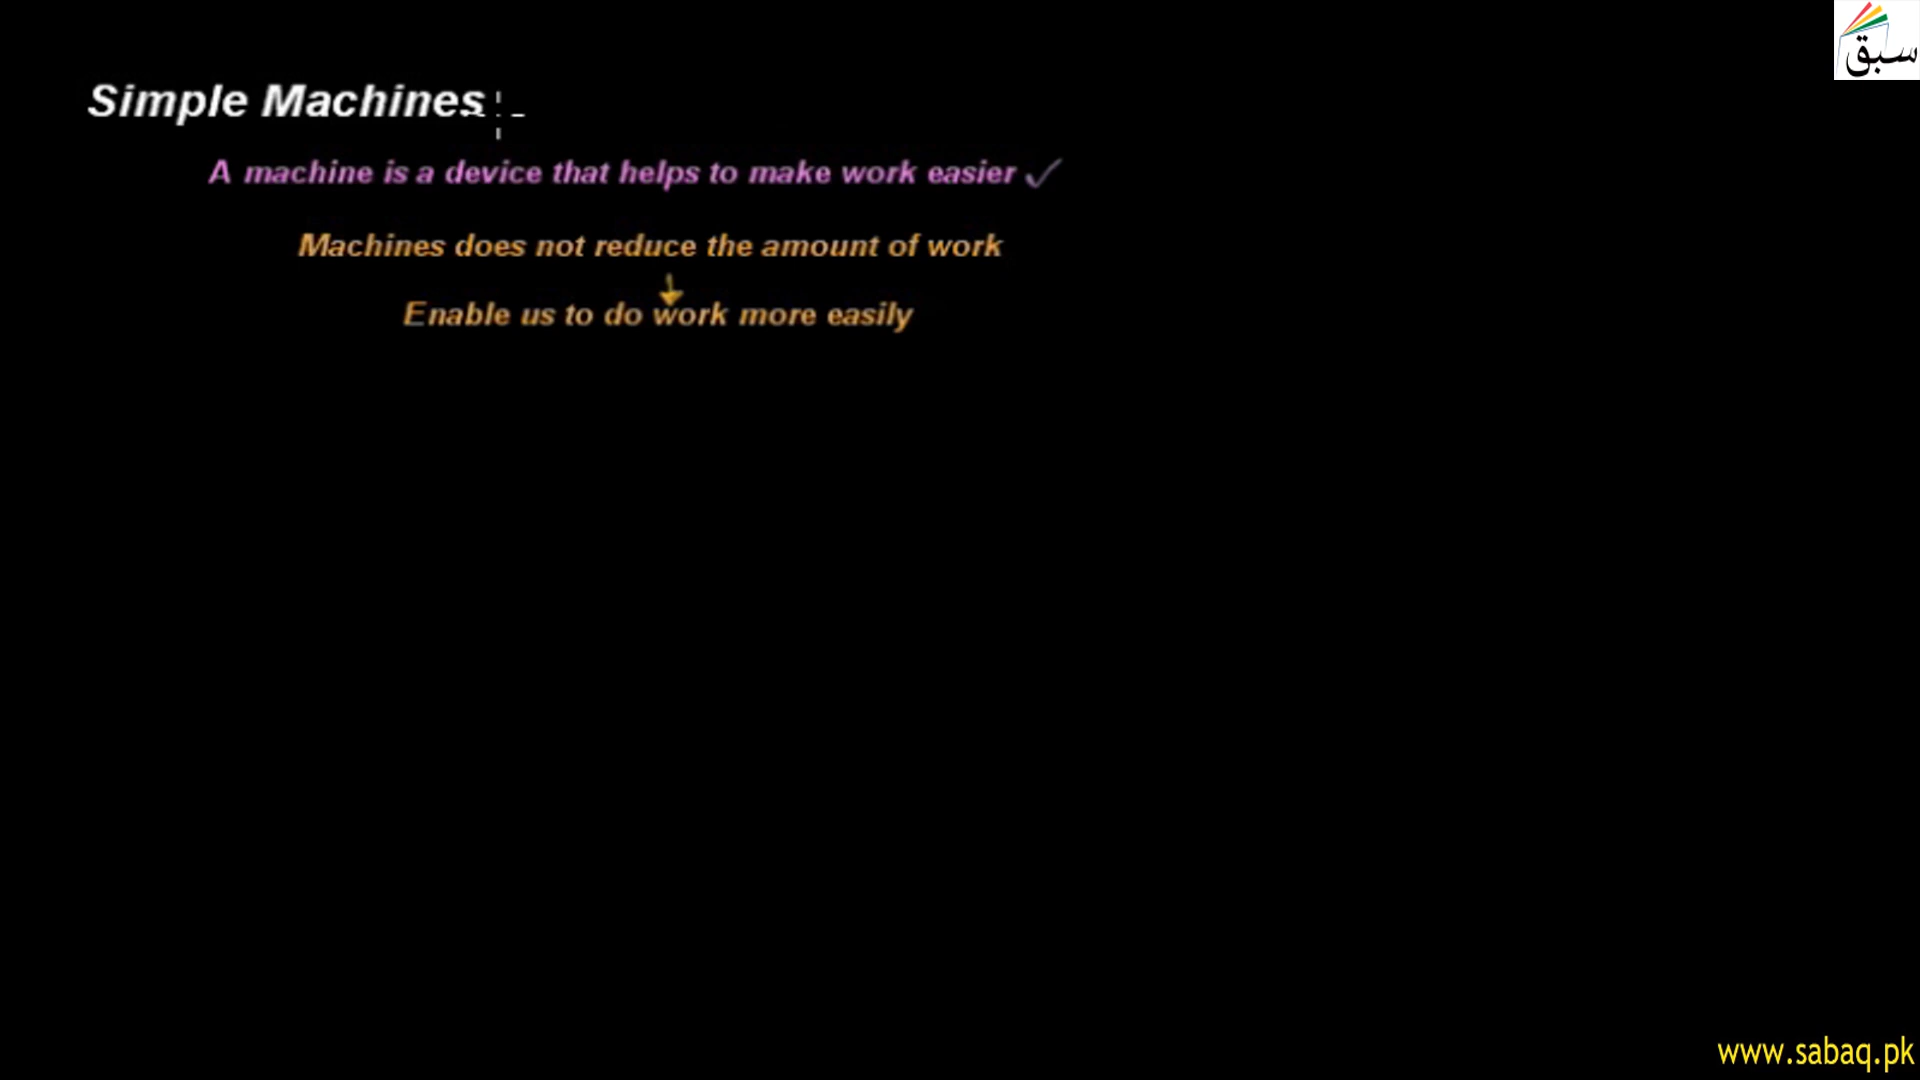 سبق
Simple Machines
A machine is a device that helps to make work easier
Machines does not reduce the amount of work
Enable us to do work more easily
www.sabaq.pk